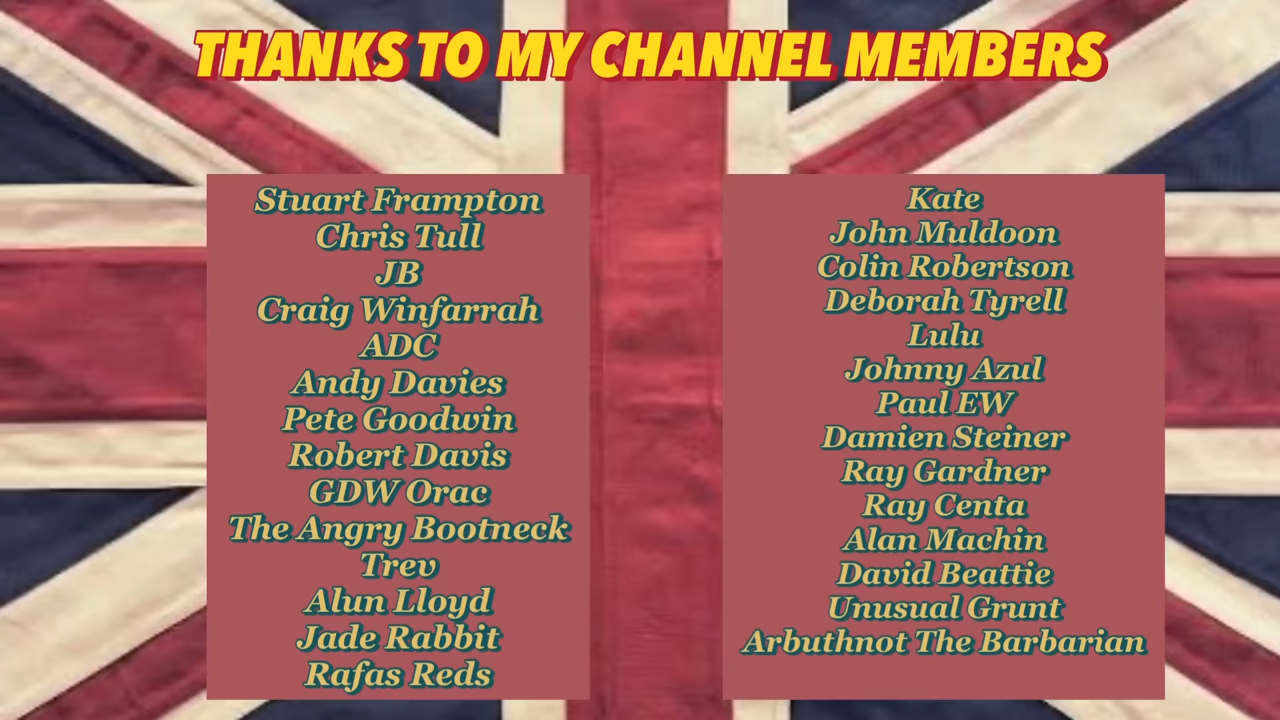 THANKS TO MY CHANNEL MEMBERS
Stuart Frampton
Chris Tull
JB
Craig Winfarrah
ADC
Andy Davies
Pete Goodwin
Robert Davis
GDW Orac
The Angry Bootneck
Trev
Alun Lloyd
Jade Rabbit
Rafas Reds
Kate
John Muldoon
Colin Robertson
Deborah Tyrell
Lulu
Johnny Azul
Paul EW
Damien Steiner
Ray Gardner
Ray Centa
Alan Machin
David Beattie
Unusual Grunt
Arbuthnot The Barbarian